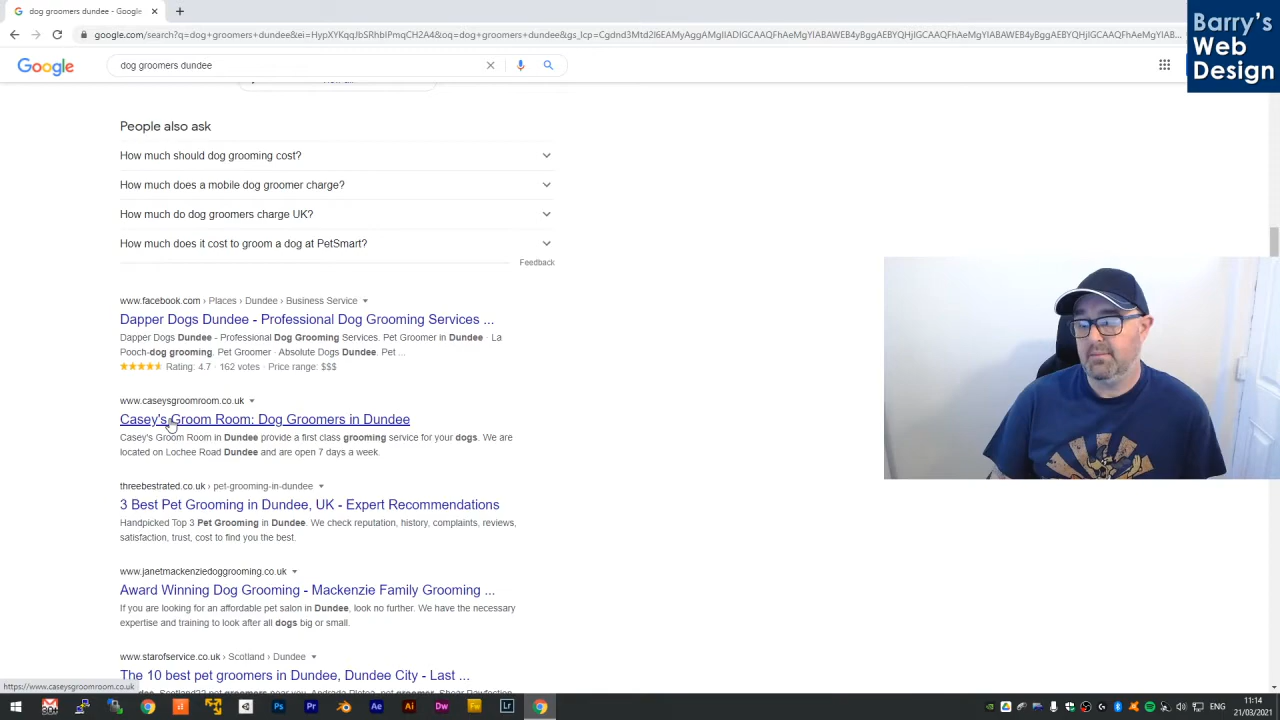 dog groomers dundee - Google
google.com/search?q=dog+groomers+dundee&ei=
Barry's
Web
Design
Google
dog groomers dundee
People also ask
How much should dog grooming cost?
How much does a mobile dog groomer charge?
How much do dog groomers charge UK?
How much does it cost to groom a dog at PetSmart?
Feedback
www.facebook.com › Places › Dundee › Business Service
Dapper Dogs Dundee - Professional Dog Grooming Services ...
Dapper Dogs Dundee - Professional Dog Grooming Services. Pet Groomer in Dundee · La
Pooch-dog grooming. Pet Groomer · Absolute Dogs Dundee. Pet ...
Rating: 4.7 · 162 votes · Price range: $$$
www.caseysgroomroom.co.uk
Casey's Groom Room: Dog Groomers in Dundee
Casey's Groom Room in Dundee provide a first class grooming service for your dogs. We are
located on Lochee Road Dundee and are open 7 days a week.
threebestrated.co.uk › pet-grooming-in-dundee
3 Best Pet Grooming in Dundee, UK - Expert Recommendations
Handpicked Top 3 Pet Grooming in Dundee. We check reputation, history, complaints, reviews,
satisfaction, trust, cost to find you the best.
www.janetmackenziedoggrooming.co.uk
Award Winning Dog Grooming - Mackenzie Family Grooming ...
If you are looking for an affordable pet salon in Dundee, look no further. We have the necessary
expertise and training to look after all dogs big or small.
www.starofservice.co.uk › Scotland › Dundee
The 10 best pet groomers in Dundee, Dundee City - Last ...
https://www.caseysgroomroom.co.uk
30+
Ps
Pr
Ae
Ai
Dw
Fw
Lr
ENG
11:14
21/03/2021